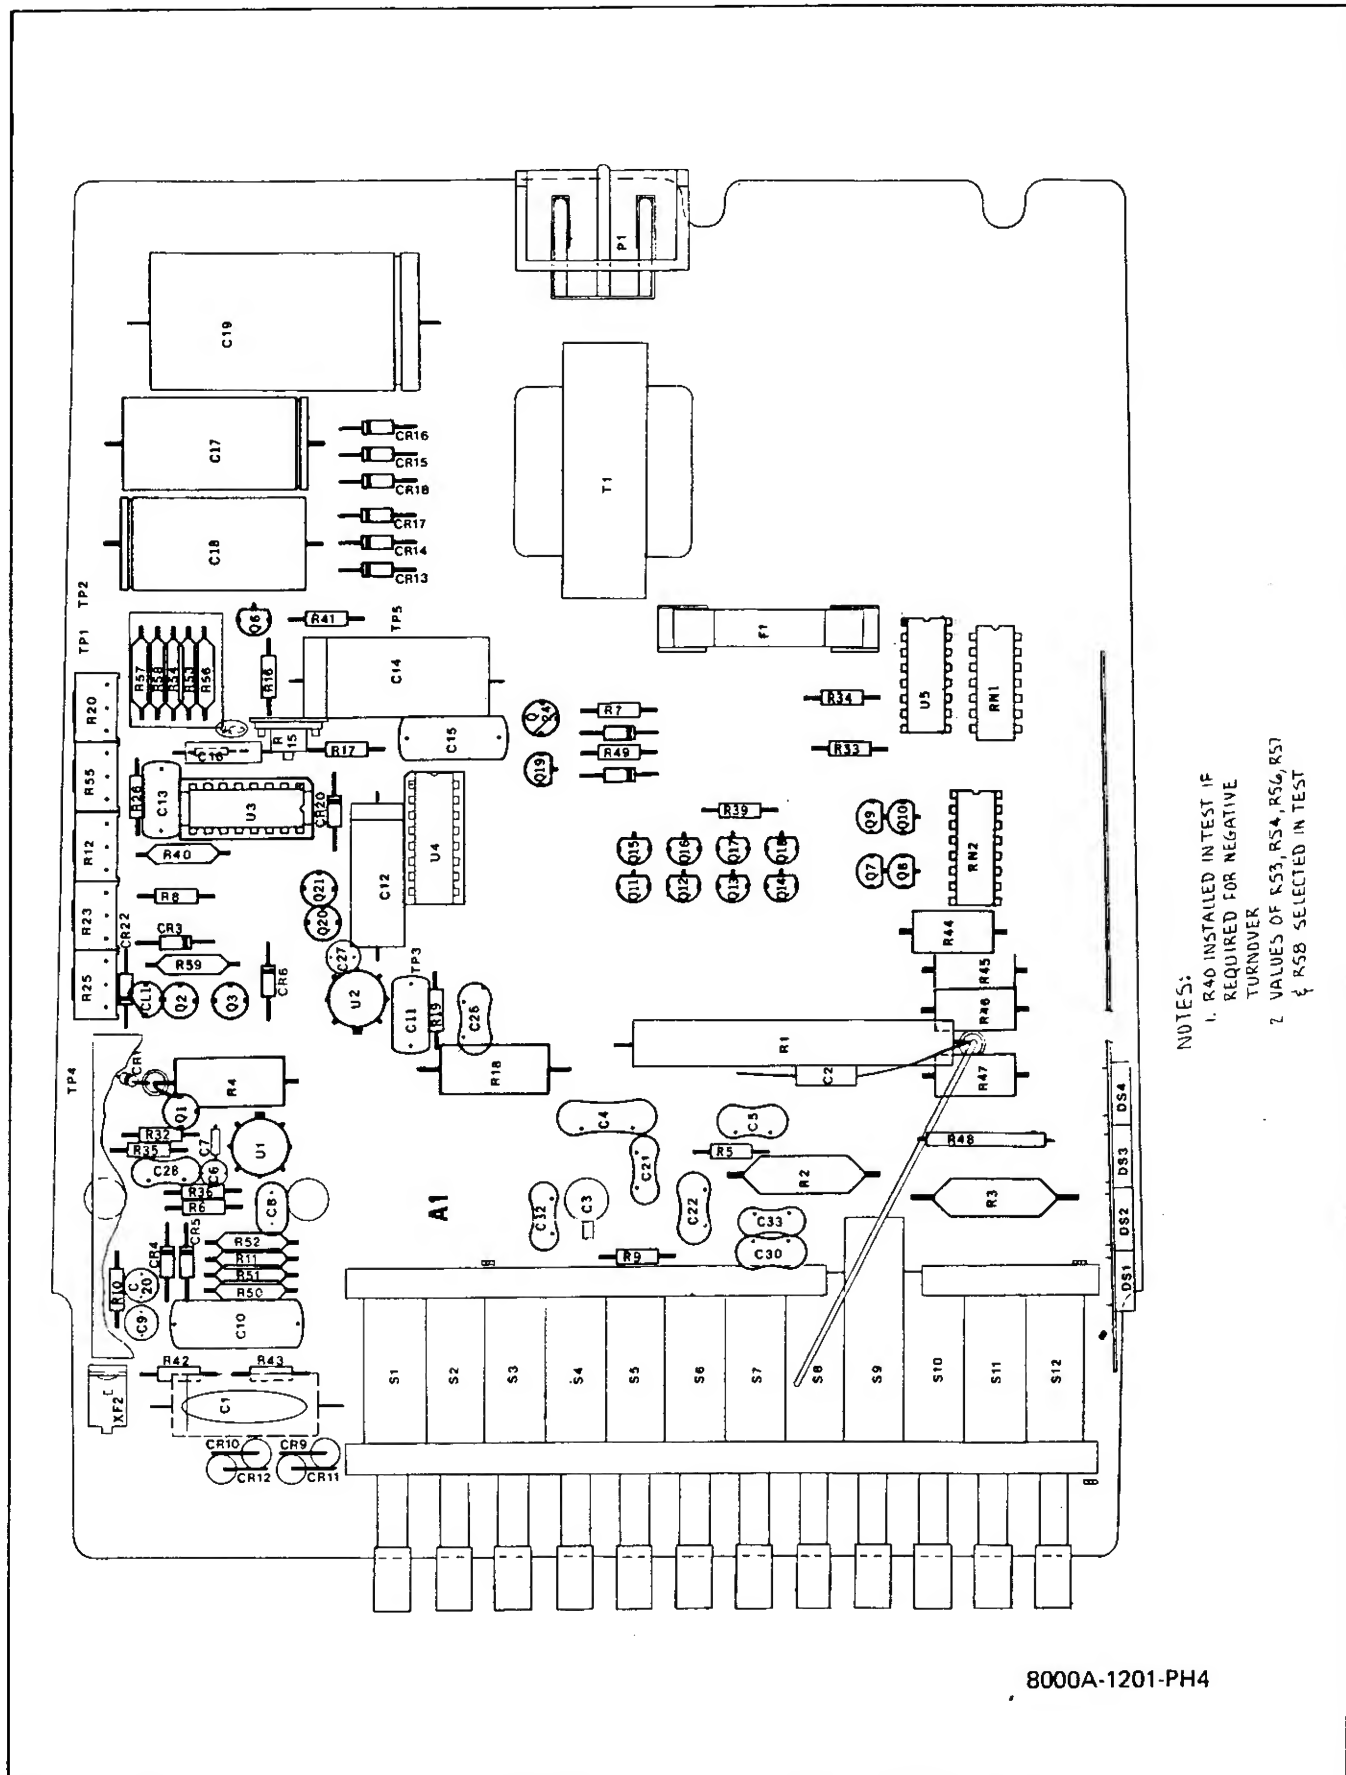 P1
C19
C17
CR16
CR15
CR18
T1
CR17
C18
CR14
CR13
TP2
TP1
Q6
R41
TP5
F1
R57
R58
R54
R53
R56
R16
C14
R20
R34
U5
RN1
R7
Q
24
R
15
R17
C15
R49
R33
C16
Q19
R55
R26
C13
U3
CR20
R39
Q9
Q10
R12
R40
U4
C12
Q15
Q16
Q17
Q18
Q11
Q12
Q13
Q14
Q7
Q8
RN2
R8
Q21
Q20
R23
CR22
CR3
R44
R59
C27
TP3
R45
R25
CL1
Q2
Q3
CR6
U2
C11
R19
C26
R46
R1
TP4
CR1
R4
R18
C2
R47
Q1
R32
R35
C7
U1
C4
C5
DS4
R48
C28
C6
C21
R5
R2
DS3
R36
R6
C8
A1
C32
C3
C22
C33
R3
DS2
CR4
CR5
R52
R11
R51
R50
R9
C30
DS1
R10
C
20
C9
C10
R42
R43
XF2
C1
S1
S2
S3
S4
S5
S6
S7
S8
S9
S10
S11
S12
CR10
CR9
CR12
CR11
NOTES:
1. R40 INSTALLED IN TEST IF
REQUIRED FOR NEGATIVE
TURNOVER
2 VALUES OF R53, R54, R56, R57
& R58 SELECTED IN TEST
8000A-1201-PH4